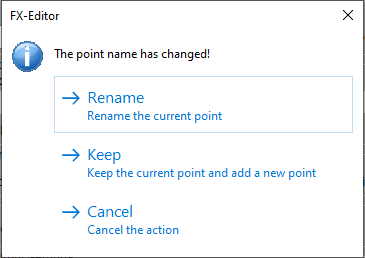 FX-Editor
The point name has changed!
Rename
Rename the current point
Keep
Keep the current point and add a new point
Cancel
Cancel the action